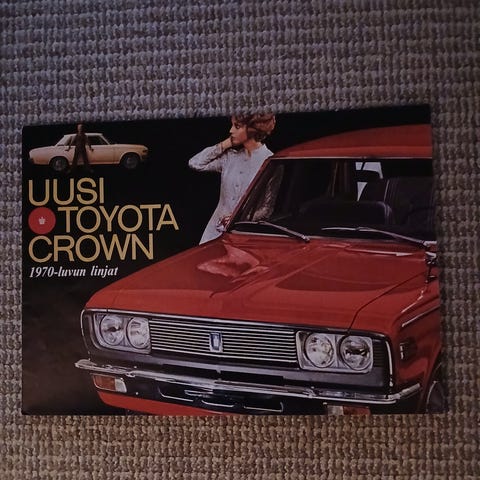 UUSI
TOYOTA
CROWN
1970-luvun linjat